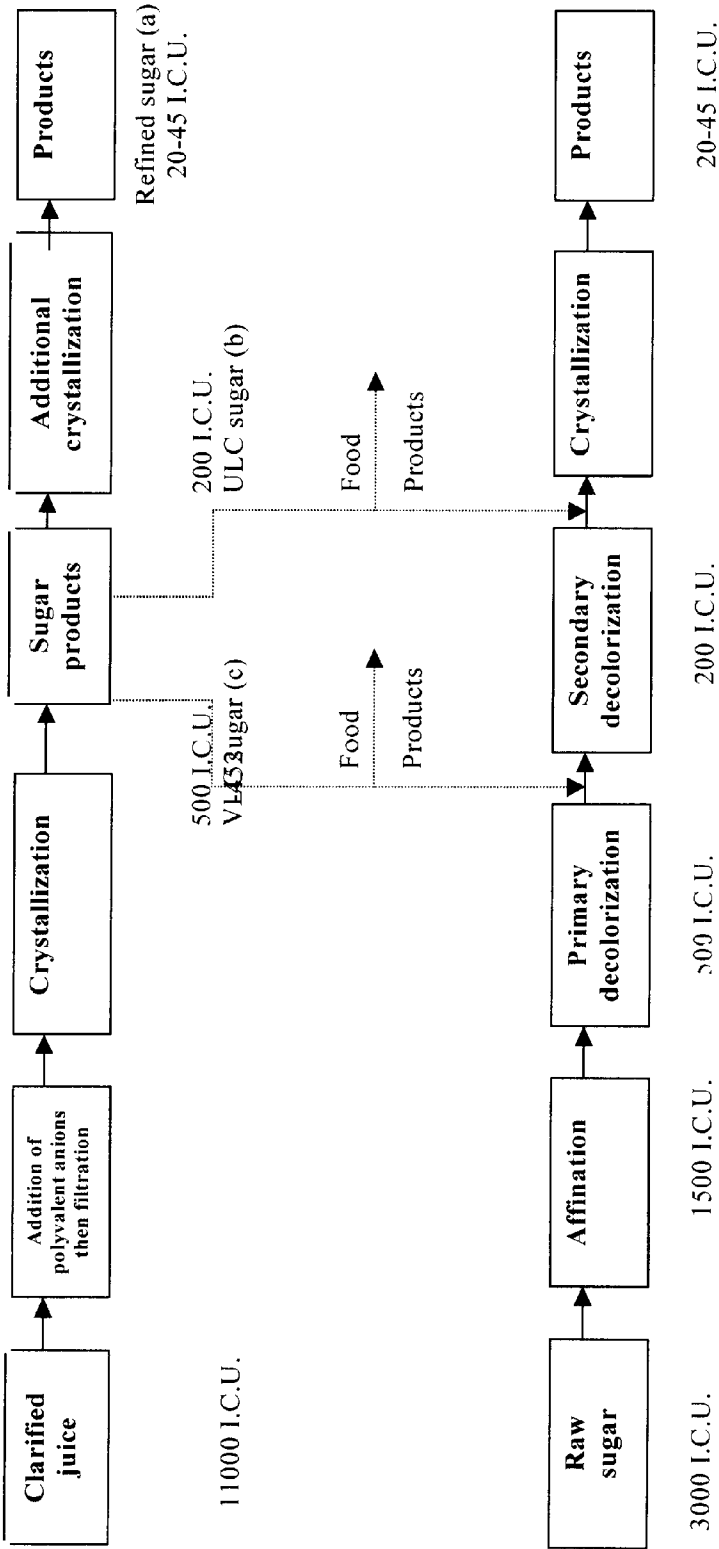 Clarified
juice
Addition of
polyvalent anions
then filtration
Crystallization
Sugar
products
Additional
crystallization
Products
11000 I.C.U.
500 I.C.U.
Sugar (c)
200 I.C.U.
ULC sugar (b)
Refined sugar (a)
20-45 I.C.U.
Food
Products
Food
Products
Raw
sugar
Affination
Primary
decolorization
Secondary
decolorization
Crystallization
Products
3000 I.C.U.
1500 I.C.U.
500 I.C.U.
200 I.C.U.
20-45 I.C.U.